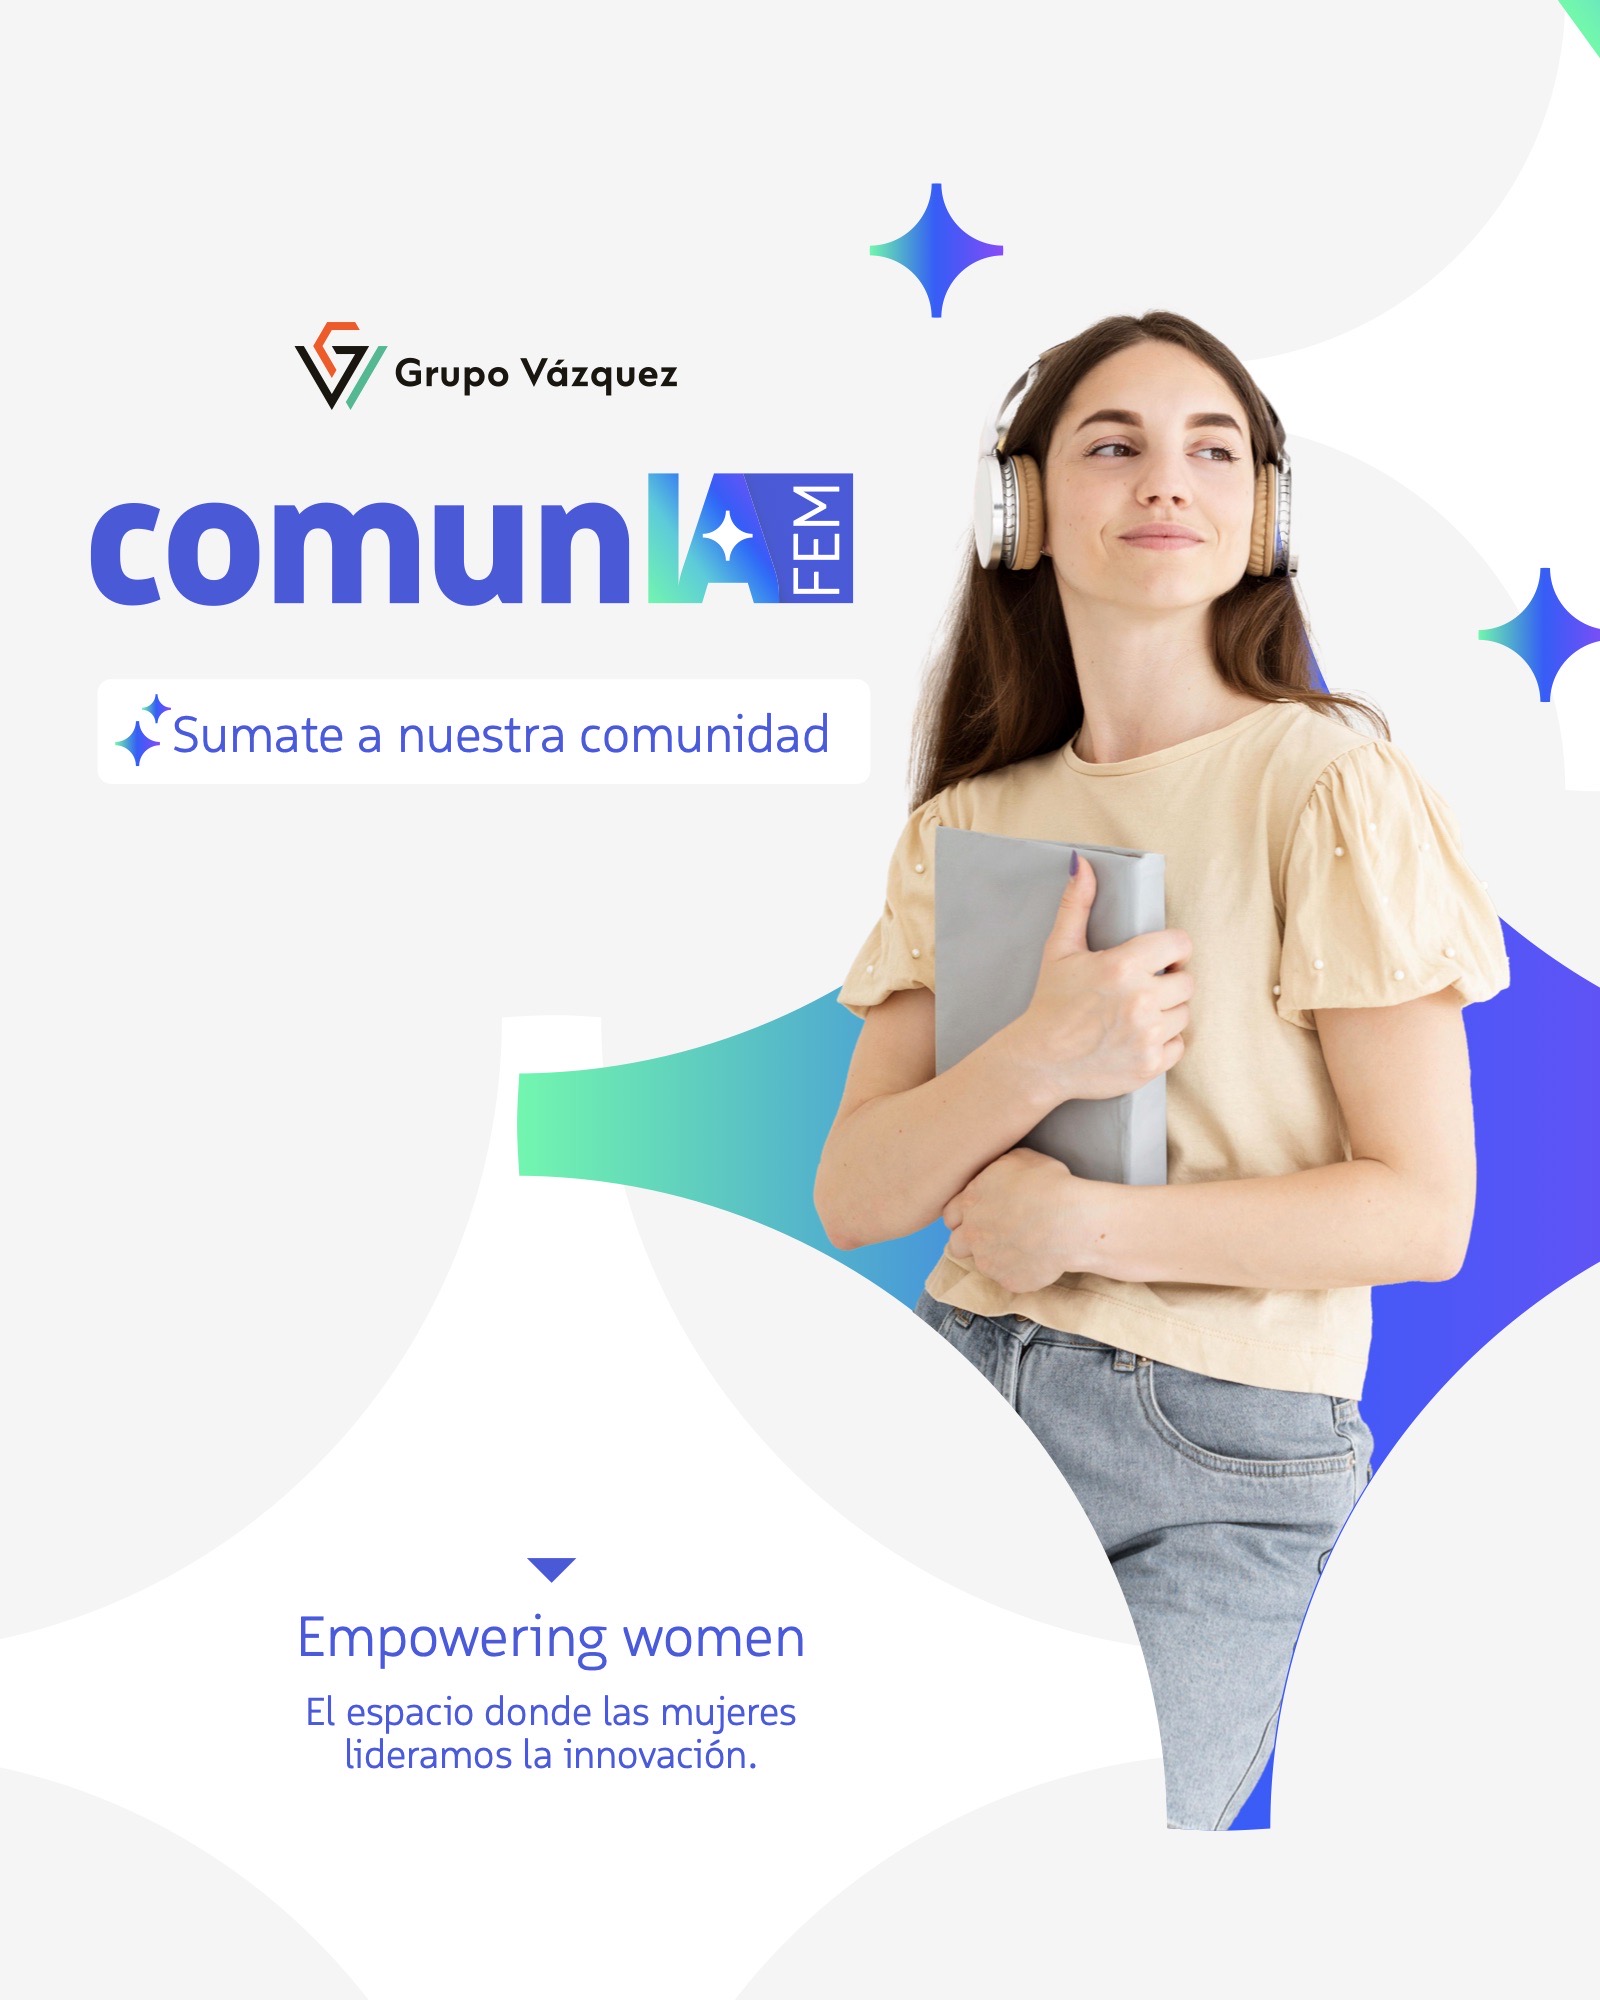 Grupo Vázquez
comunIA FEM
Sumate a nuestra comunidad
Empowering women
El espacio donde las mujeres
lideramos la innovación.